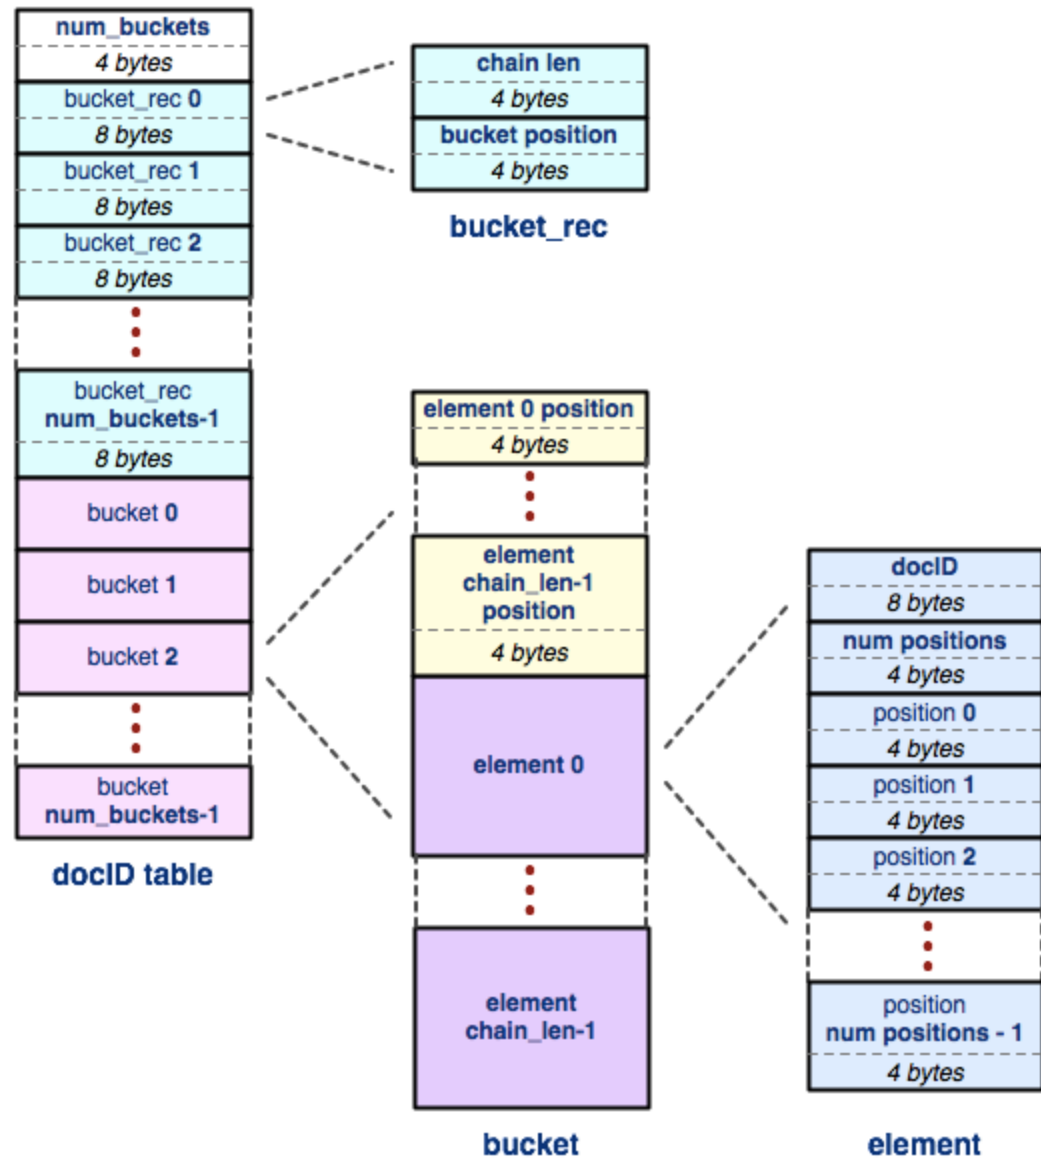 num_buckets
4 bytes
bucket_rec 0
8 bytes
bucket_rec 1
8 bytes
bucket_rec 2
8 bytes
bucket_rec
num_buckets-1
8 bytes
bucket 0
bucket 1
bucket 2
bucket
num_buckets-1
docID table
chain len
4 bytes
bucket position
4 bytes
bucket_rec
element 0 position
4 bytes
element
chain_len-1
position
4 bytes
element 0
element
chain_len-1
bucket
docID
8 bytes
num positions
4 bytes
position 0
4 bytes
position 1
4 bytes
position 2
4 bytes
position
num positions - 1
4 bytes
element